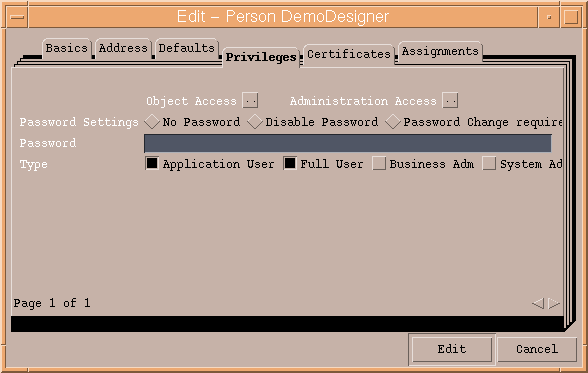 Edit - Person DemoDesigner
Basics Address Defaults Privileges Certificates Assignments
Object Access .. Administration Access ..
Password Settings No Password Disable Password Password Change require
Password
Type Application User Full User Business Adm System Ad
Page 1 of 1
Edit Cancel